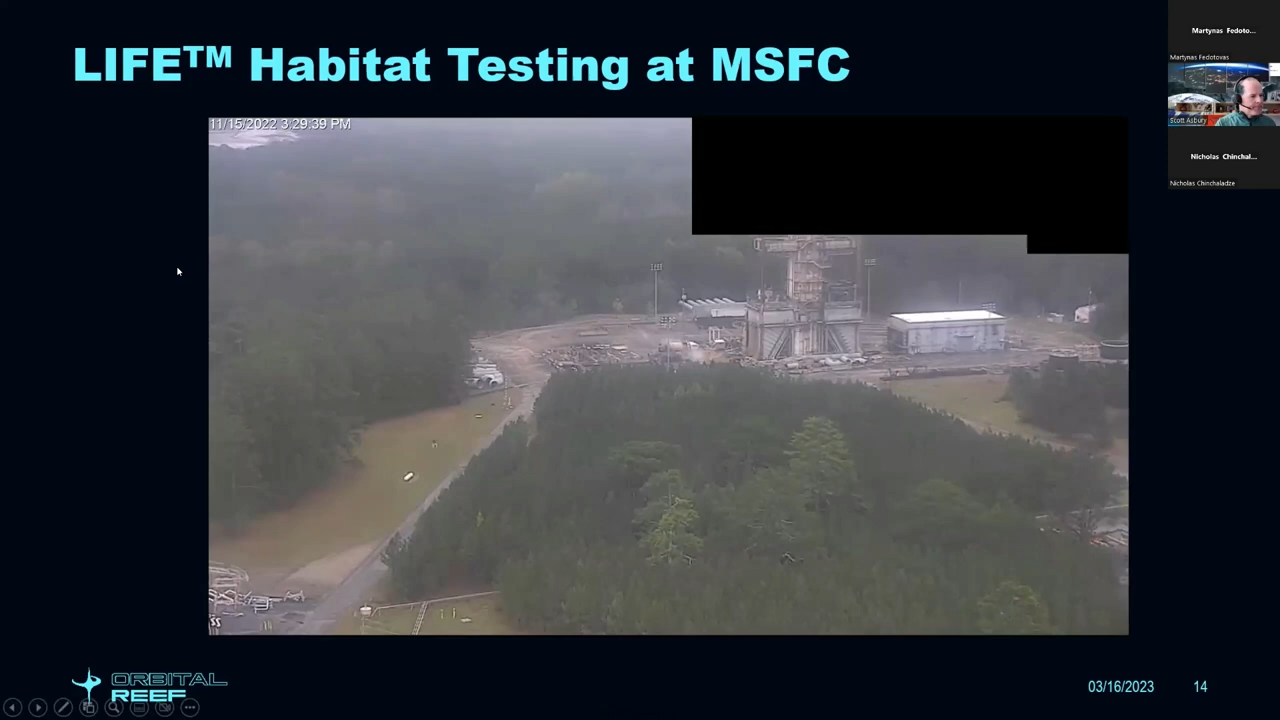 LIFE™ Habitat Testing at MSFC
11/15/2022 3:29:39 PM
ss
ORBITAL
REEF
03/16/2023
14
Martynas Fedoto...
Martynas Fedotovas
Scott Asbury
Nicholas Chinchal...
Nicholas Chinchaladze